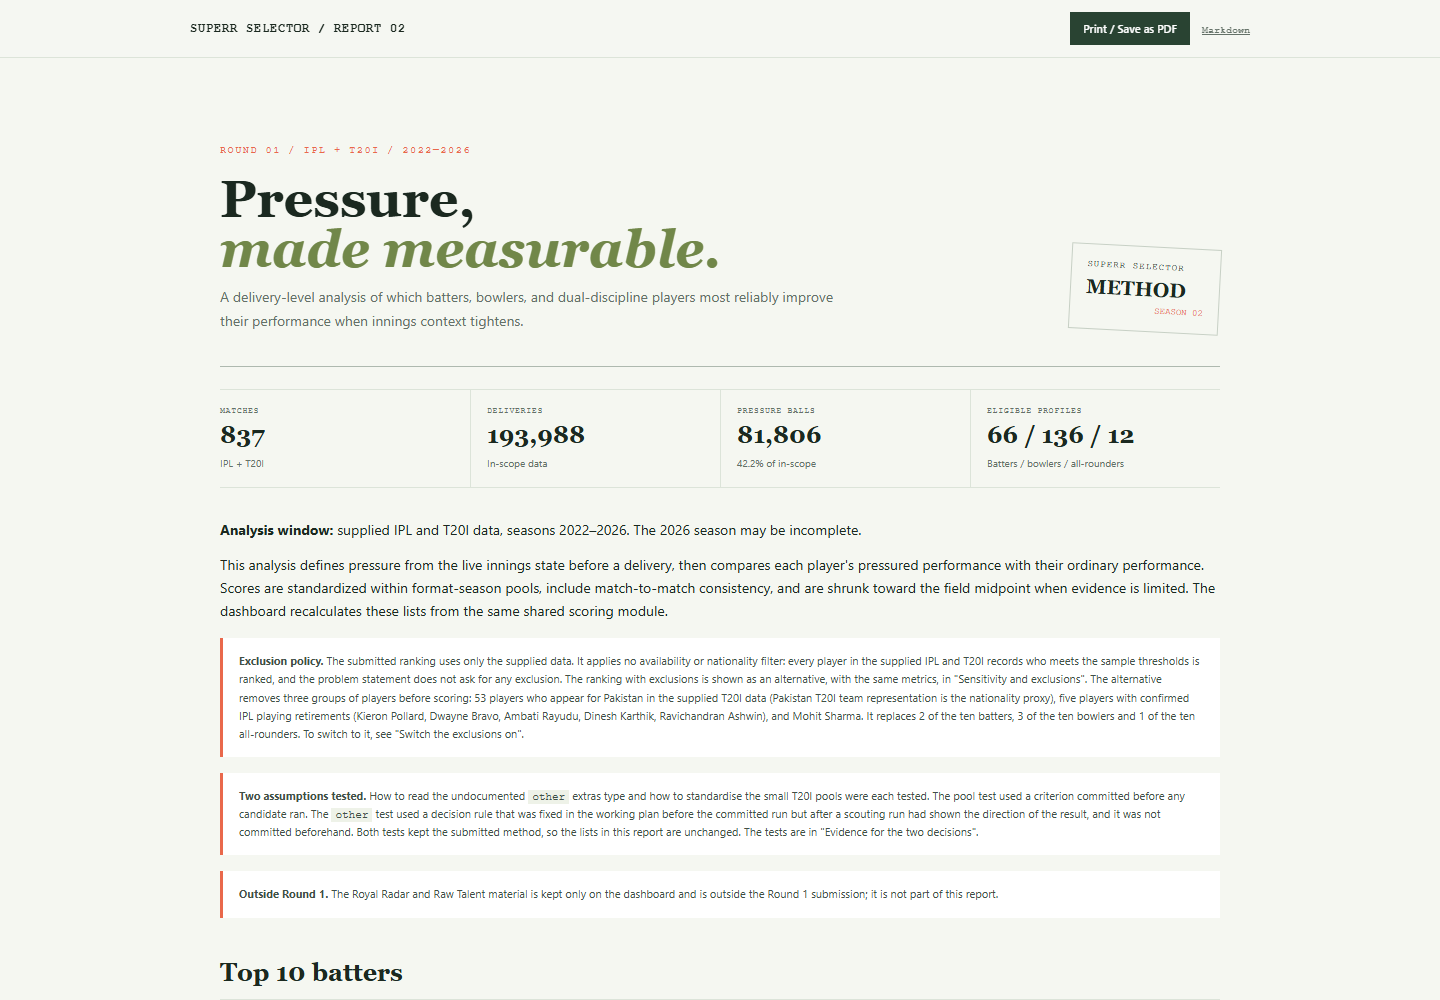 SUPERR SELECTOR / REPORT 02
Print / Save as PDF
Markdown
ROUND 01 / IPL + T20I / 2022—2026
Pressure,
made measurable.
A delivery-level analysis of which batters, bowlers, and dual-discipline players most reliably improve
their performance when innings context tightens.
SUPERR SELECTOR
METHOD
SEASON 02
MATCHES
837
IPL + T20I
DELIVERIES
193,988
In-scope data
PRESSURE BALLS
81,806
42.2% of in-scope
ELIGIBLE PROFILES
66 / 136 / 12
Batters / bowlers / all-rounders
Analysis window: supplied IPL and T20I data, seasons 2022–2026. The 2026 season may be incomplete.
This analysis defines pressure from the live innings state before a delivery, then compares each player's pressured performance with their ordinary performance.
Scores are standardized within format-season pools, include match-to-match consistency, and are shrunk toward the field midpoint when evidence is limited. The
dashboard recalculates these lists from the same shared scoring module.
Exclusion policy. The submitted ranking uses only the supplied data. It applies no availability or nationality filter: every player in the supplied IPL and T20I records who meets the sample thresholds is
ranked, and the problem statement does not ask for any exclusion. The ranking with exclusions is shown as an alternative, with the same metrics, in "Sensitivity and exclusions". The alternative
removes three groups of players before scoring: 53 players who appear for Pakistan in the supplied T20I data (Pakistan T20I team representation is the nationality proxy), five players with confirmed
IPL playing retirements (Kieron Pollard, Dwayne Bravo, Ambati Rayudu, Dinesh Karthik, Ravichandran Ashwin), and Mohit Sharma. It replaces 2 of the ten batters, 3 of the ten bowlers and 1 of the ten
all-rounders. To switch to it, see "Switch the exclusions on".
Two assumptions tested. How to read the undocumented other extras type and how to standardise the small T20I pools were each tested. The pool test used a criterion committed before any
candidate ran. The other test used a decision rule that was fixed in the working plan before the committed run but after a scouting run had shown the direction of the result, and it was not
committed beforehand. Both tests kept the submitted method, so the lists in this report are unchanged. The tests are in "Evidence for the two decisions".
Outside Round 1. The Royal Radar and Raw Talent material is kept only on the dashboard and is outside the Round 1 submission; it is not part of this report.
Top 10 batters